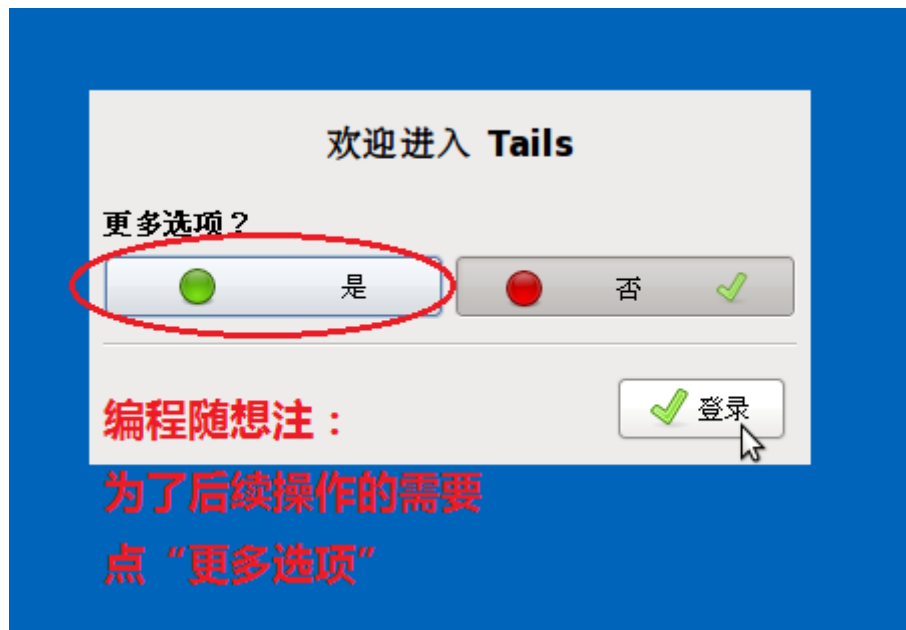 欢迎进入 Tails
更多选项？
是
否
登录
编程随想注：
为了后续操作的需要
点“更多选项”